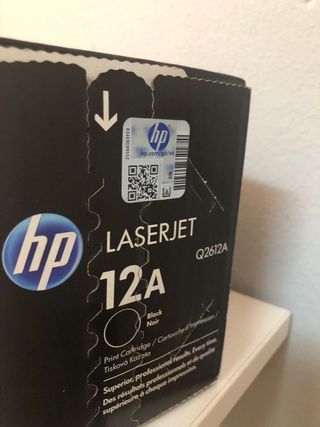 hp
hp.com/go/ok
hp
LASERJET
12A
Q2612A
Black
Noir
Print Cartridge / Cartouche d'impression
Tisková Kazeta
Superior, professional results. Every time.
Des résultats professionnels de qualité
supérieure à chaque impression.